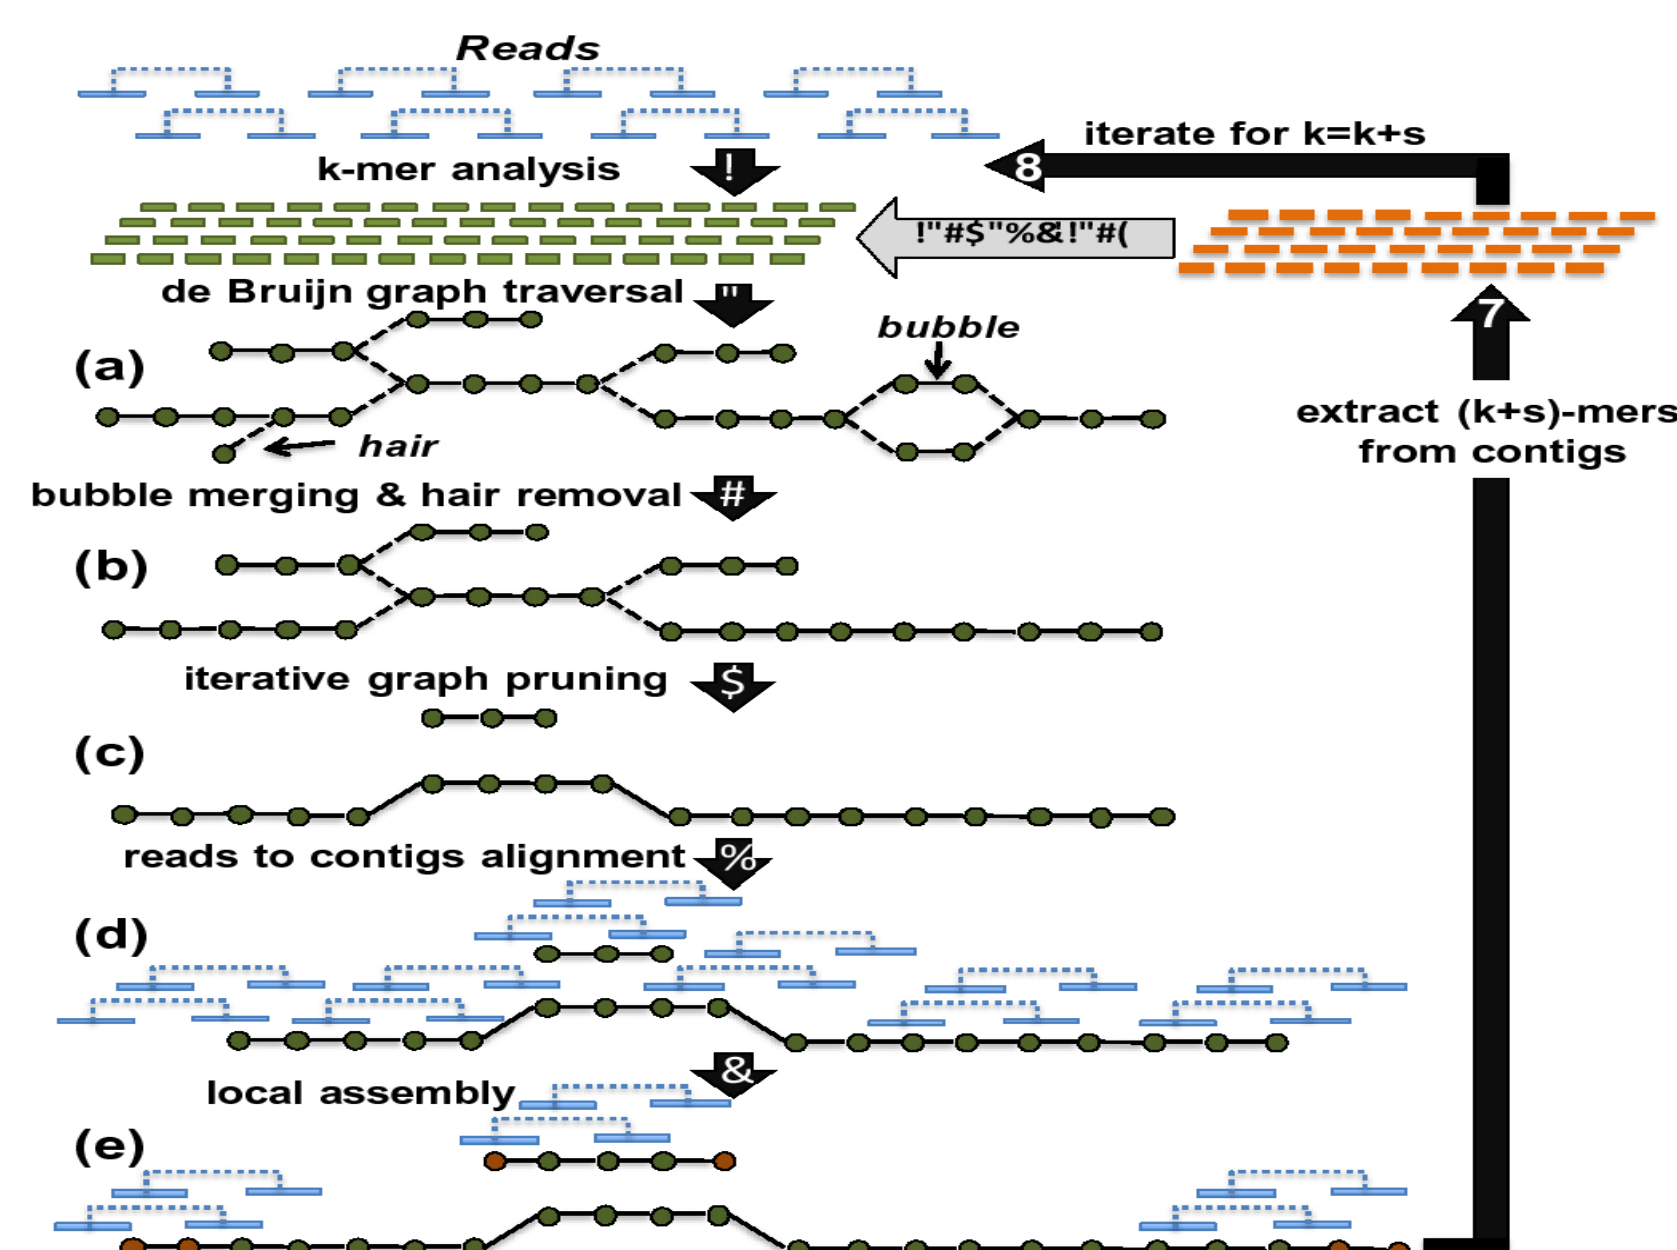 Reads
iterate for k=k+s
k-mer analysis !
8
!"#$"%&!"#(
de Bruijn graph traversal "
7
bubble
(a)
extract (k+s)-mers
from contigs
hair
bubble merging & hair removal #
(b)
iterative graph pruning $
(c)
reads to contigs alignment %
(d)
&
local assembly
(e)